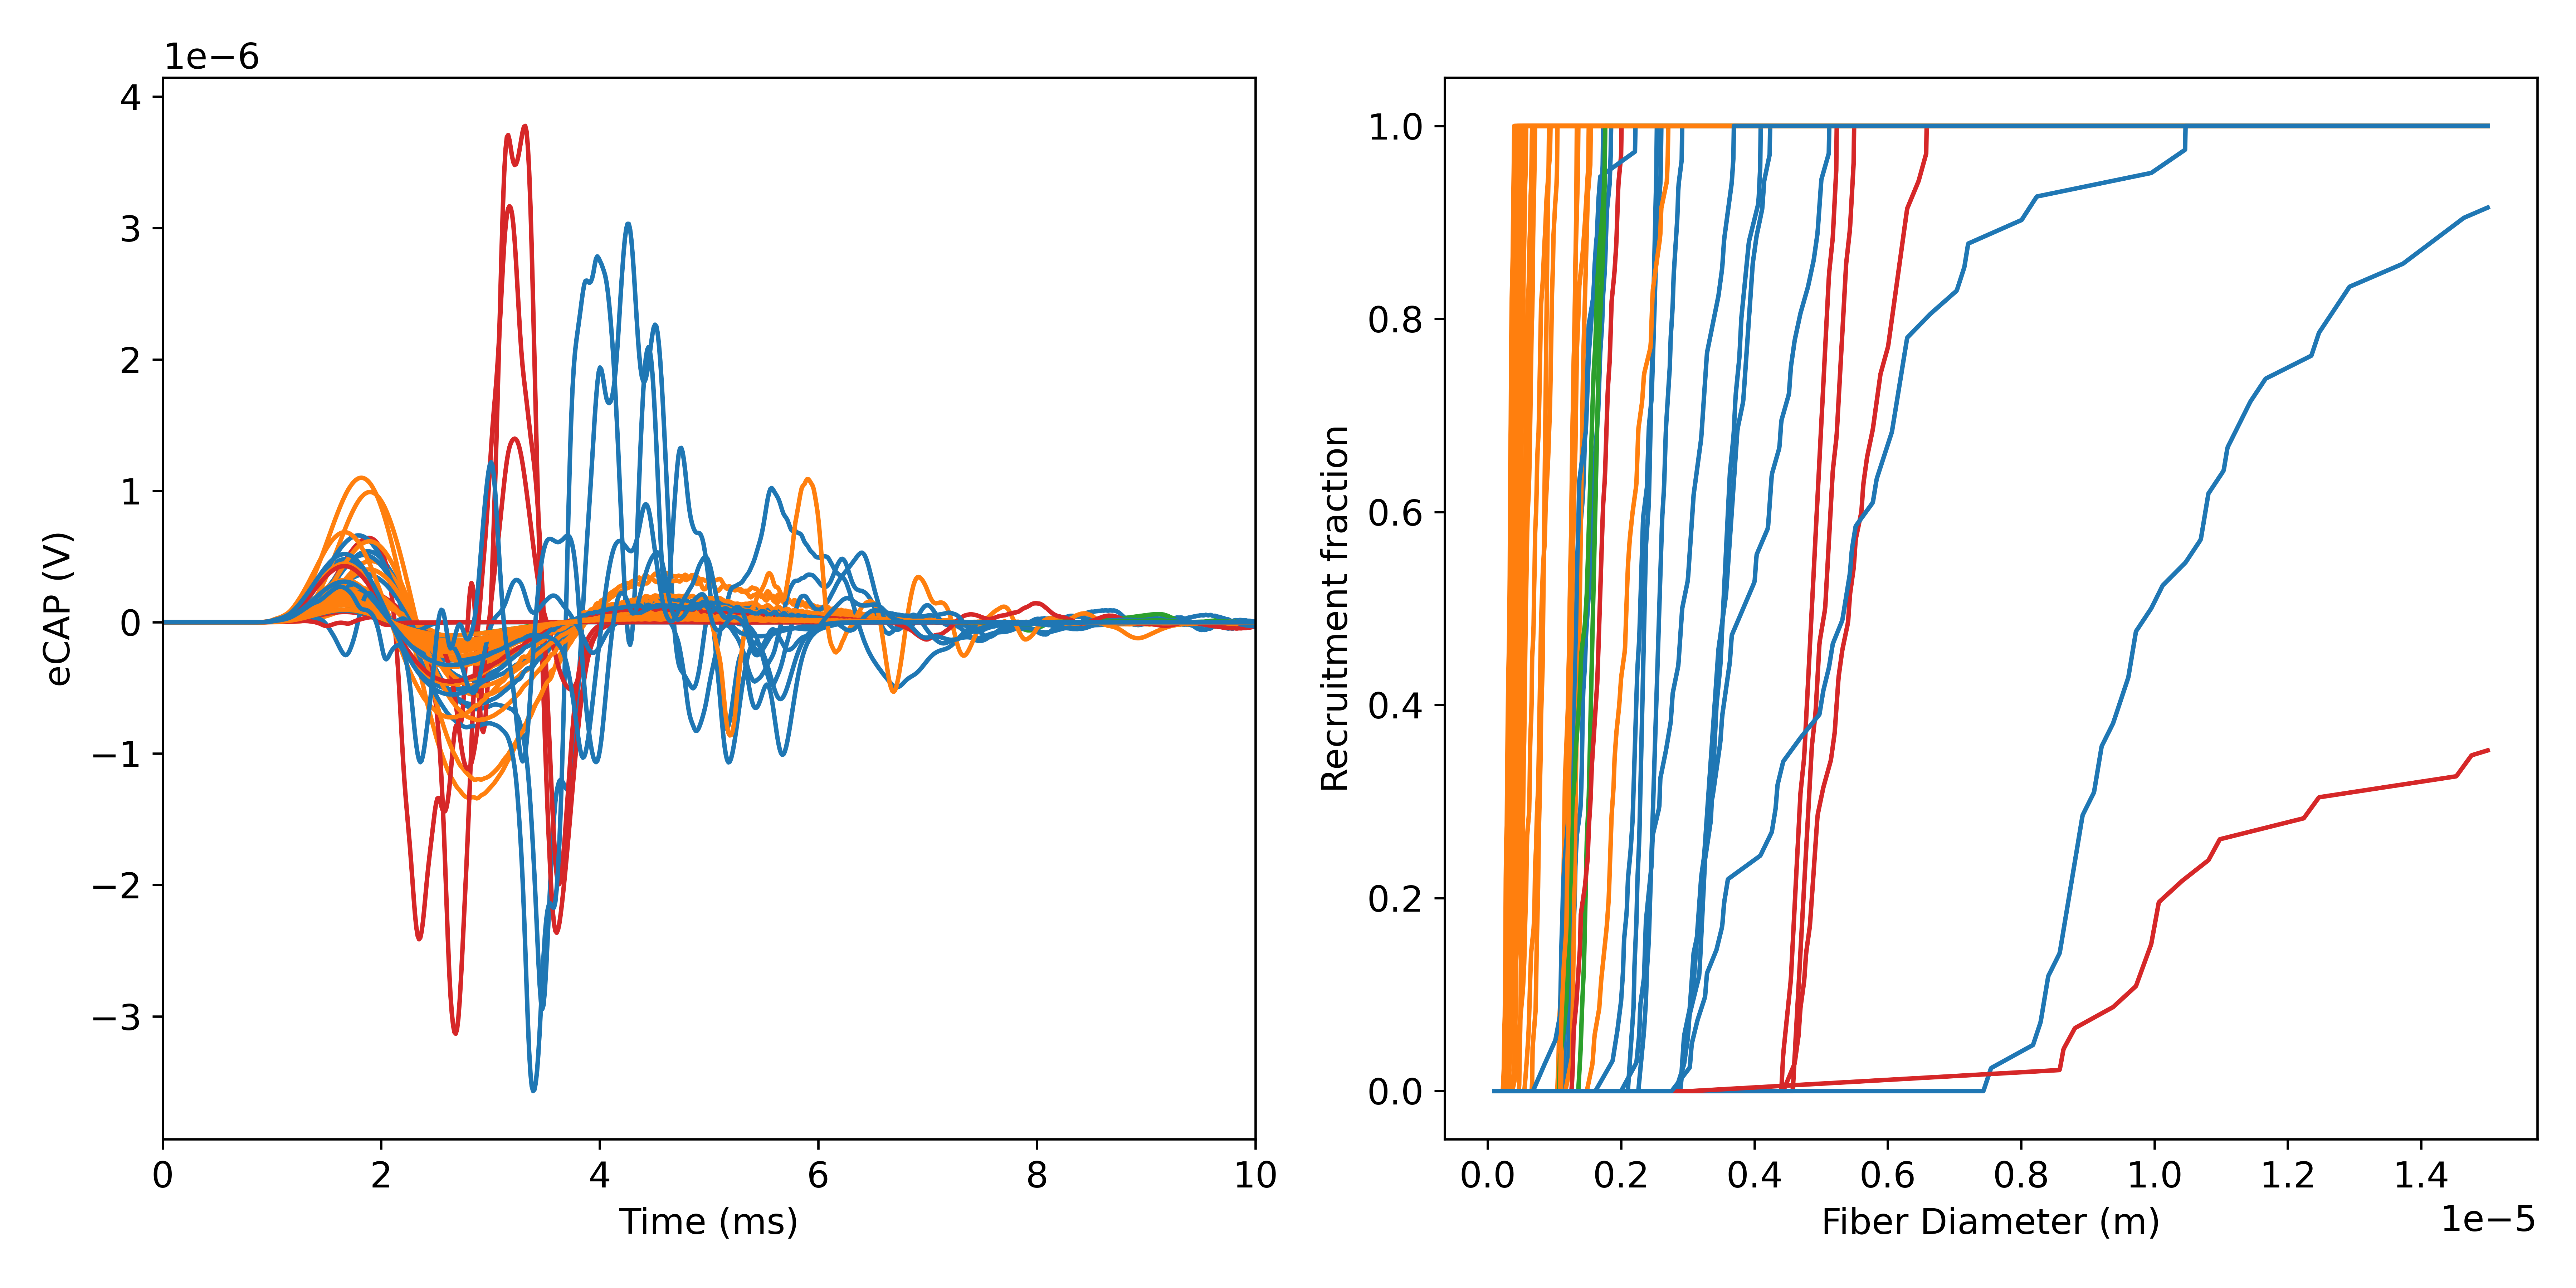 1e−6
4
3
2
1
0
−1
−2
−3
eCAP (V)
0 2 4 6 8 10
Time (ms)
1.0
0.8
0.6
0.4
0.2
0.0
Recruitment fraction
0.0 0.2 0.4 0.6 0.8 1.0 1.2 1.4
1e−5
Fiber Diameter (m)